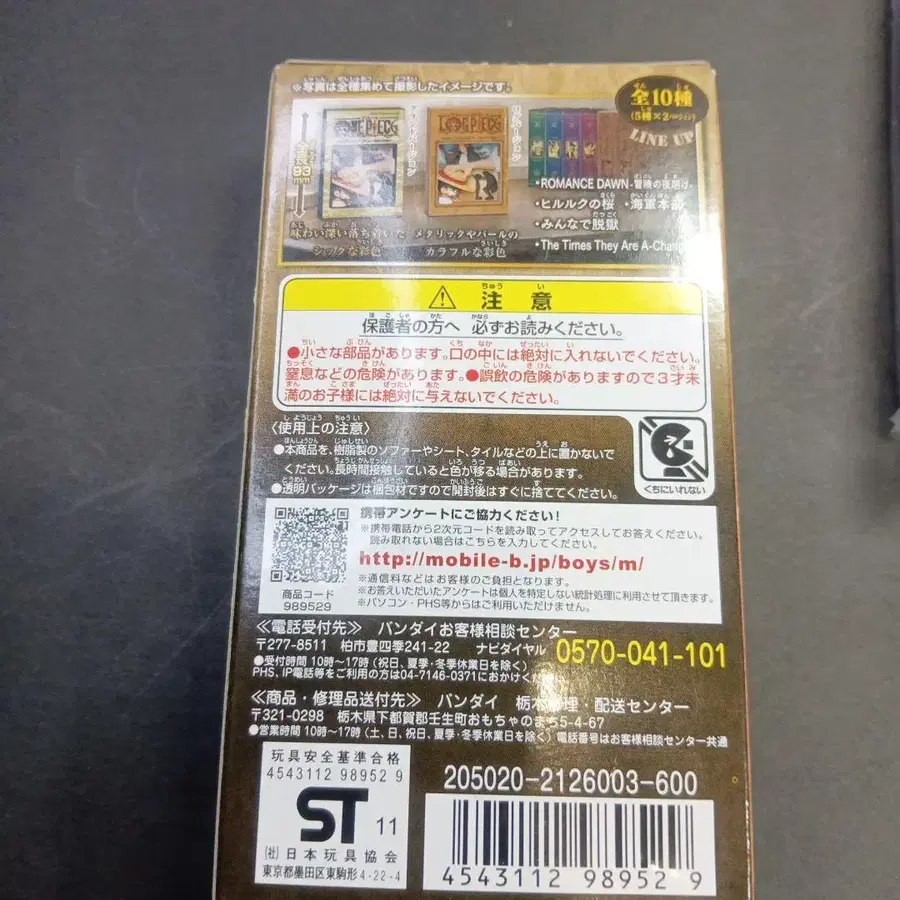 ※写真は全種集めて撮影したイメージです。
全10種
(5種×2バージョン)
LINE UP
ONE PIECE
ONE PIECE
全長93mm
味わい深い落ち着いた
シックな彩色
メタリックやパールの
カラフルな彩色
・ROMANCE DAWN -冒険の夜明け-
・ヒルルクの桜 ・海軍本部
・みんなで脱獄
・The Times They Are A-Chang
⚠ 注意
保護者の方へ 必ずお読みください。
●小さな部品があります。口の中には絶対に入れないでください。
窒息などの危険があります。●誤飲の危険がありますので3才未
満のお子様には絶対に与えないでください。
〈使用上の注意〉
●本商品を、樹脂製のソファーやシート、タイルなどの上に置かないで
ください。長時間接触していると色が移る場合があります。
●透明パッケージは梱包材ですので開封後はすぐに捨ててください。
くちにいれない
携帯アンケートにご協力ください!
※携帯電話から2次元コードを読み取ってアクセスしてお答えください。
読み取れない場合はこちらを入力してください。
http://mobile-b.jp/boys/m/
※通信料などはお客様のご負担となります。
※お答えいただいたアンケートは個人を特定しない統計処理に利用させて頂きます。
※パソコン・PHS等からはご利用いただけません。
商品コード
989529
≪電話受付先≫ バンダイお客様相談センター
〒277-8511 柏市豊四季241-22 ナビダイヤル 0570-041-101
●受付時間 10時～17時 (祝日、夏季・冬季休業日を除く)
PHS、IP電話等をご利用の方は04-7146-0371におかけくだ
≪商品・修理品送付先≫ バンダイ 栃木修理・配送センター
〒321-0298 栃木県下都賀郡壬生町おもちゃのまち5-4-67
●営業時間 10時～17時 (土、日、祝日、夏季・冬季休業日を除く) 電話番号はお客様相談センター共通
玩具安全基準合格
4543112 98952 9
ST 11
(社)日本玩具協会
東京都墨田区東駒形4-22-4
205020-2126003-600
4543112 989529